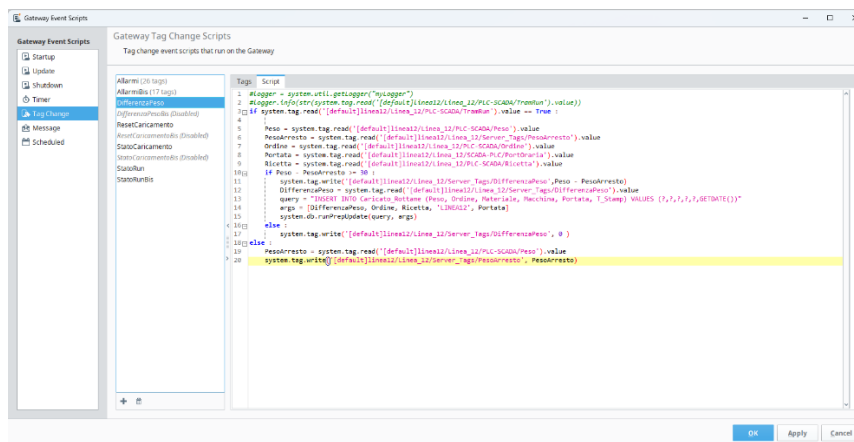 Gateway Event Scripts
Gateway Event Scripts
Startup
Update
Shutdown
Timer
Tag Change
Message
Scheduled
Gateway Tag Change Scripts
Tag change event scripts that run on the Gateway
Allarmi (26 tags)
AllarmiBis (17 tags)
DifferenzaPeso
DifferenzaPesoBis (Disabled)
ResetCaricamento
ResetCaricamentoBis (Disabled)
StatoCaricamento
StatoCaricamentoBis (Disabled)
StatoRun
StatoRunBis
Tags Script
1 #Logger = system.util.getLogger("myLogger")
2 #Logger.info(str(system.tag.read('[default]linea12/Linea_12/PLC-SCADA/TramRun').value))
3 if system.tag.read('[default]linea12/Linea_12/PLC-SCADA/TramRun').value == True :
4
5 Peso = system.tag.read('[default]linea12/Linea_12/PLC-SCADA/Peso').value
6 PesoArresto = system.tag.read('[default]linea12/Linea_12/Server_Tags/PesoArresto').value
7 Ordine = system.tag.read('[default]linea12/Linea_12/PLC-SCADA/Ordine').value
8 Portata = system.tag.read('[default]linea12/Linea_12/SCADA-PLC/PortOraria').value
9 Ricetta = system.tag.read('[default]linea12/Linea_12/PLC-SCADA/Ricetta').value
10 if Peso - PesoArresto >= 30 :
11 system.tag.write('[default]linea12/Linea_12/Server_Tags/DifferenzaPeso',Peso - PesoArresto)
12 DifferenzaPeso = system.tag.read('[default]linea12/Linea_12/Server_Tags/DifferenzaPeso').value
13 query = "INSERT INTO Caricato_Rottame (Peso, Ordine, Materiale, Macchina, Portata, T_Stamp) VALUES (?,?,?,?,?,GETDATE())"
14 args = [DifferenzaPeso, Ordine, Ricetta, 'LINEA12', Portata]
15 system.db.runPrepUpdate(query, args)
16 else :
17 system.tag.write('[default]linea12/Linea_12/Server_Tags/DifferenzaPeso', 0 )
18 else :
19 PesoArresto = system.tag.read('[default]linea12/Linea_12/PLC-SCADA/Peso').value
20 system.tag.write('[default]linea12/Linea_12/Server_Tags/PesoArresto', PesoArresto)
OK Apply Cancel